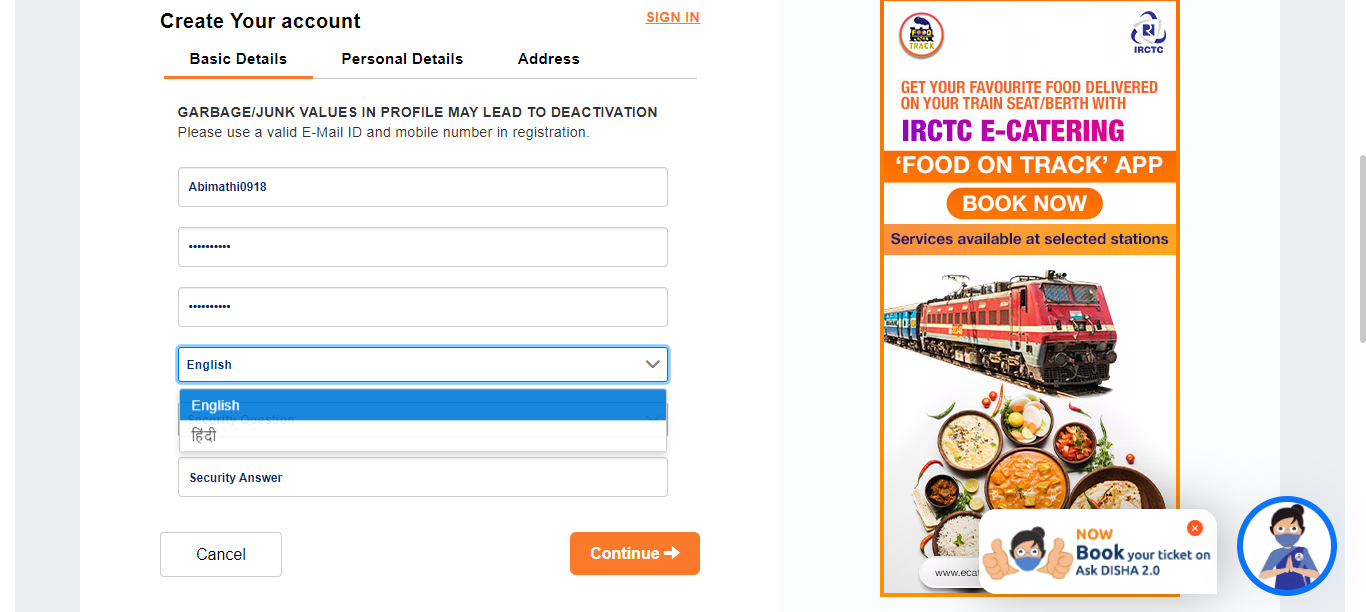 Create Your account
SIGN IN
Basic Details
Personal Details
Address
GARBAGE/JUNK VALUES IN PROFILE MAY LEAD TO DEACTIVATION
Please use a valid E-Mail ID and mobile number in registration.
Abimathi0918
••••••••••
••••••••••
English
English
Security Question
हिंदी
Security Answer
Cancel
Continue
FOOD
ON
TRACK
IRCTC
GET YOUR FAVOURITE FOOD DELIVERED
ON YOUR TRAIN SEAT/BERTH WITH
IRCTC E-CATERING
‘FOOD ON TRACK’ APP
BOOK NOW
Services available at selected stations
www.ecat
NOW
Book your ticket on
Ask DISHA 2.0